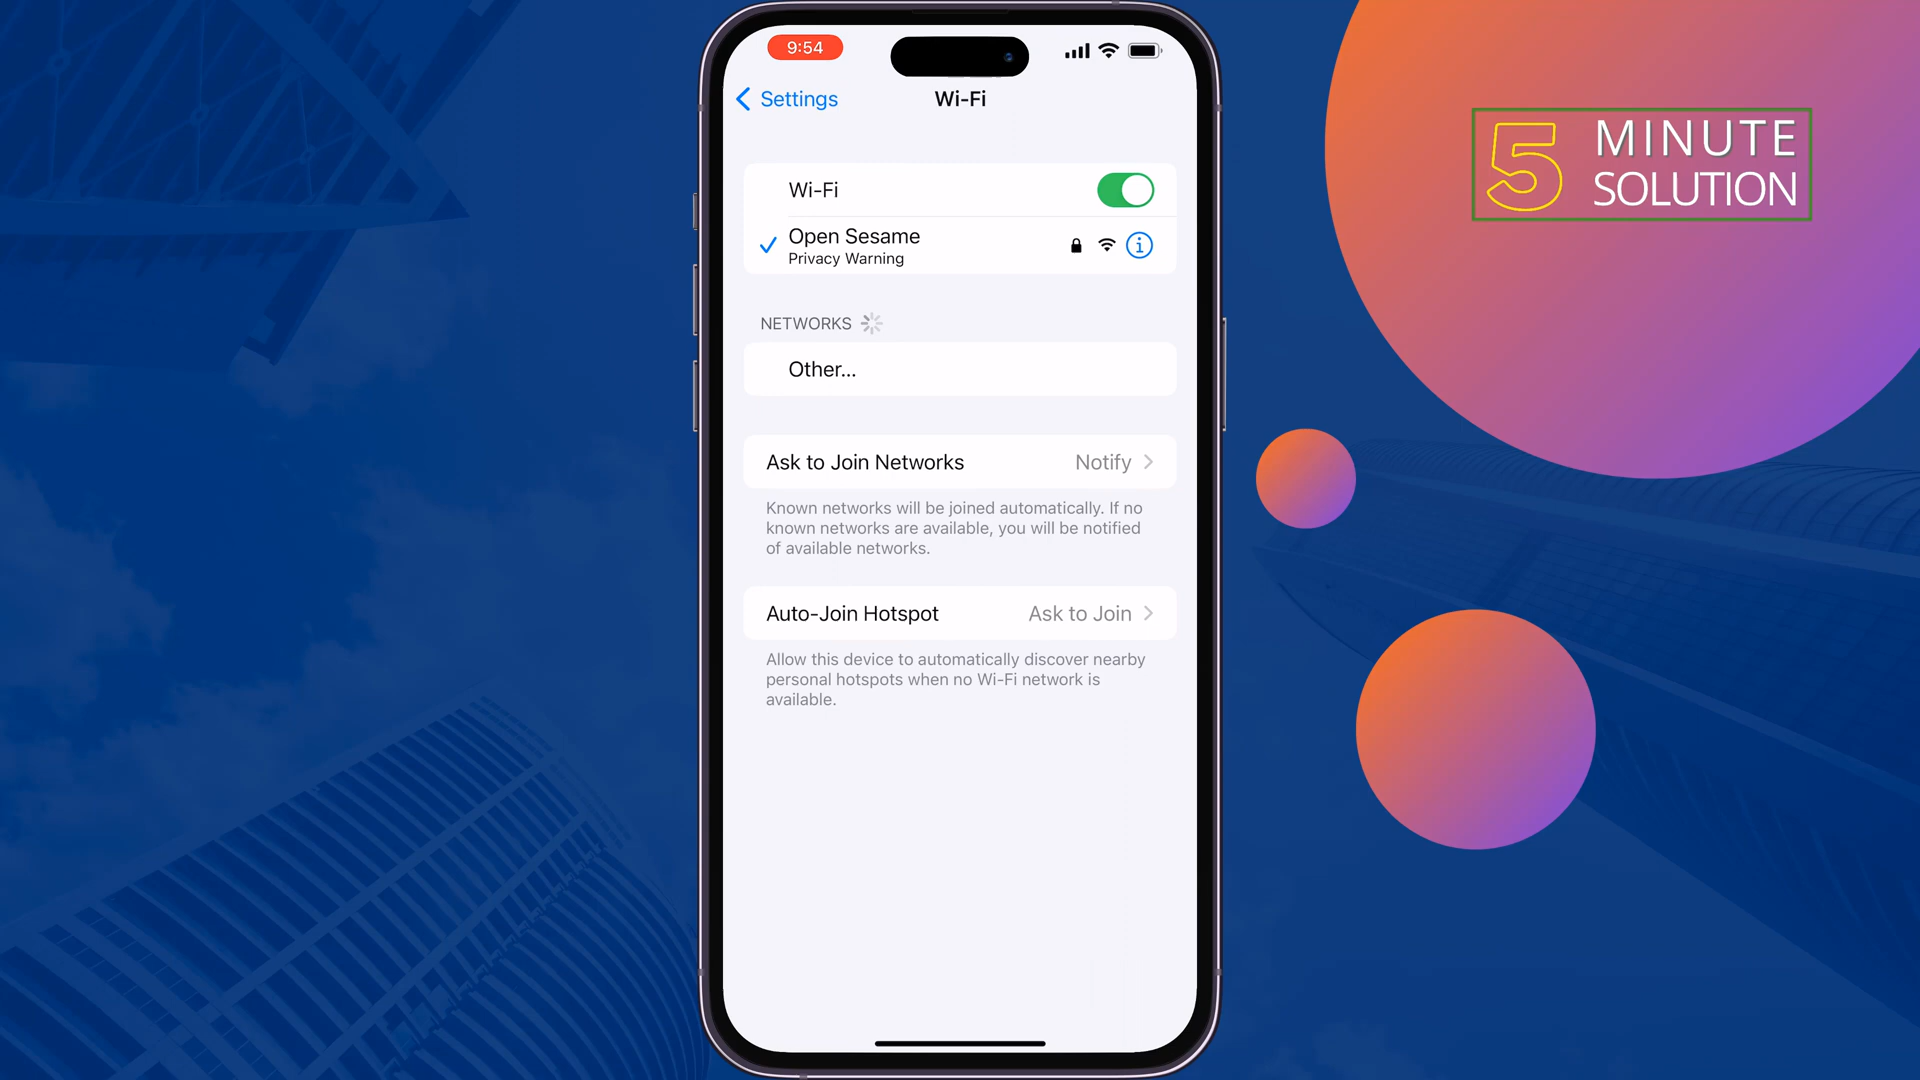 9:54
Settings
Wi-Fi
Wi-Fi
Open Sesame
Privacy Warning
NETWORKS
Other...
Ask to Join Networks Notify
Known networks will be joined automatically. If no
known networks are available, you will be notified
of available networks.
Auto-Join Hotspot Ask to Join
Allow this device to automatically discover nearby
personal hotspots when no Wi-Fi network is
available.
5 MINUTE
SOLUTION